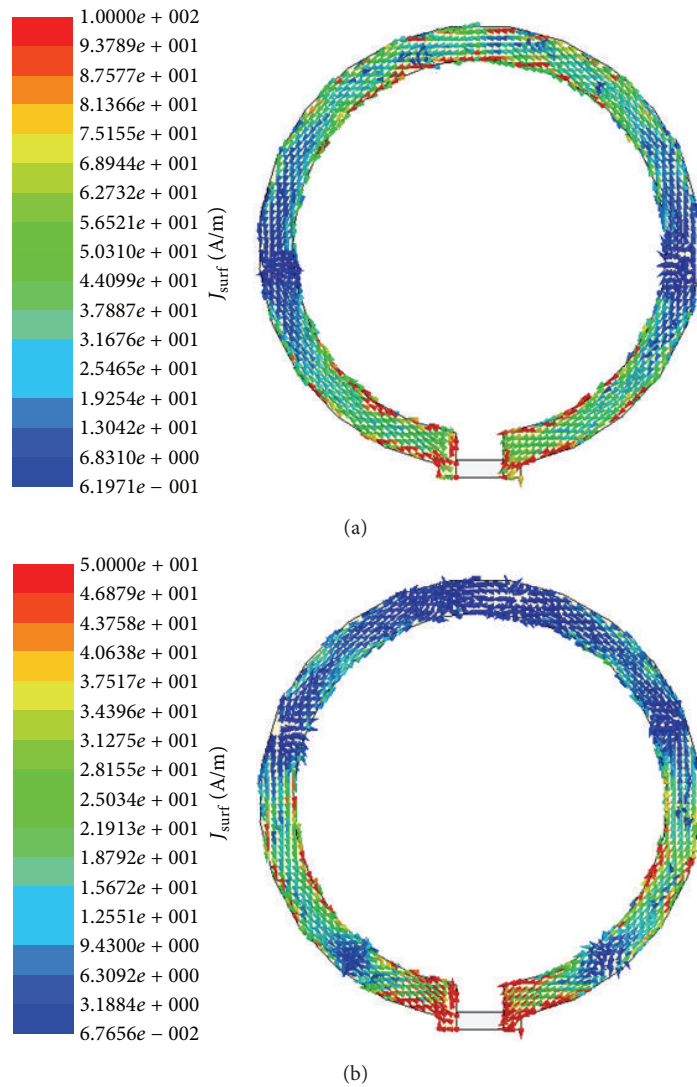 1.0000e + 002
9.3789e + 001
8.7577e + 001
8.1366e + 001
7.5155e + 001
6.8944e + 001
6.2732e + 001
5.6521e + 001
5.0310e + 001
4.4099e + 001
3.7887e + 001
3.1676e + 001
2.5465e + 001
1.9254e + 001
1.3042e + 001
6.8310e + 000
6.1971e − 001
Jsurf (A/m)
(a)
5.0000e + 001
4.6879e + 001
4.3758e + 001
4.0638e + 001
3.7517e + 001
3.4396e + 001
3.1275e + 001
2.8155e + 001
2.5034e + 001
2.1913e + 001
1.8792e + 001
1.5672e + 001
1.2551e + 001
9.4300e + 000
6.3092e + 000
3.1884e + 000
6.7656e − 002
Jsurf (A/m)
(b)